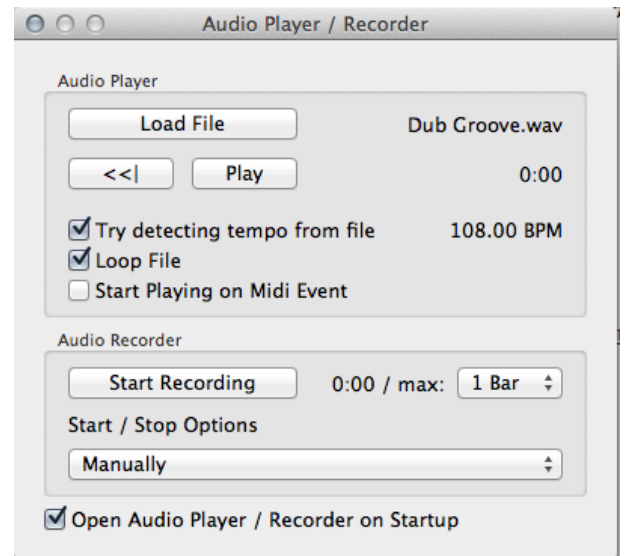 Audio Player / Recorder
Audio Player
Load File Dub Groove.wav
<<| Play 0:00
Try detecting tempo from file 108.00 BPM
Loop File
Start Playing on Midi Event
Audio Recorder
Start Recording 0:00 / max: 1 Bar
Start / Stop Options
Manually
Open Audio Player / Recorder on Startup